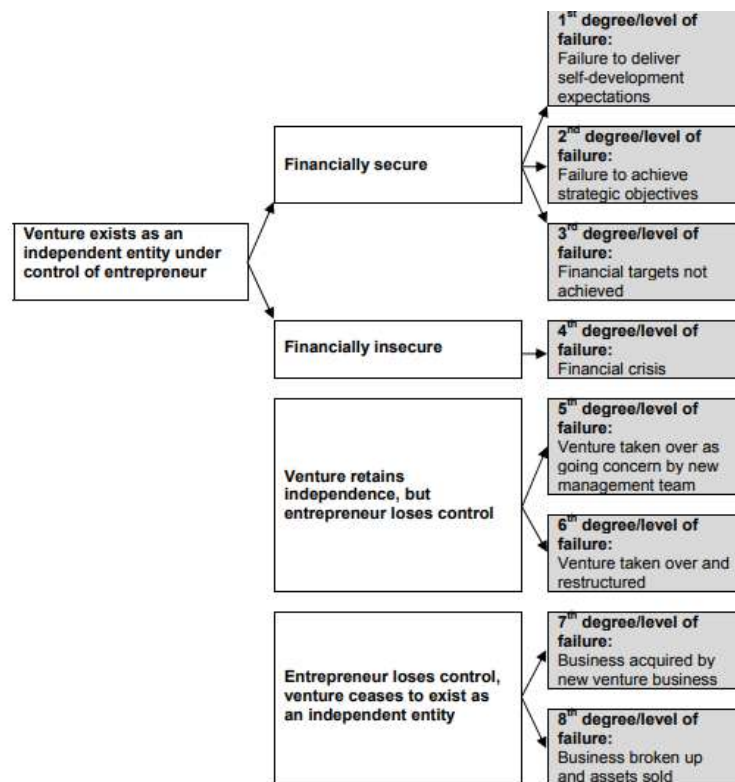 1st degree/level of
failure:
Failure to deliver
self-development
expectations
Financially secure
2nd degree/level of
failure:
Failure to achieve
strategic objectives
Venture exists as an
independent entity under
control of entrepreneur
3rd degree/level of
failure:
Financial targets not
achieved
Financially insecure
4th degree/level of
failure:
Financial crisis
Venture retains
independence, but
entrepreneur loses control
5th degree/level of
failure:
Venture taken over as
going concern by new
management team
6th degree/level of
failure:
Venture taken over and
restructured
Entrepreneur loses control,
venture ceases to exist as
an independent entity
7th degree/level of
failure:
Business acquired by
new venture business
8th degree/level of
failure:
Business broken up
and assets sold